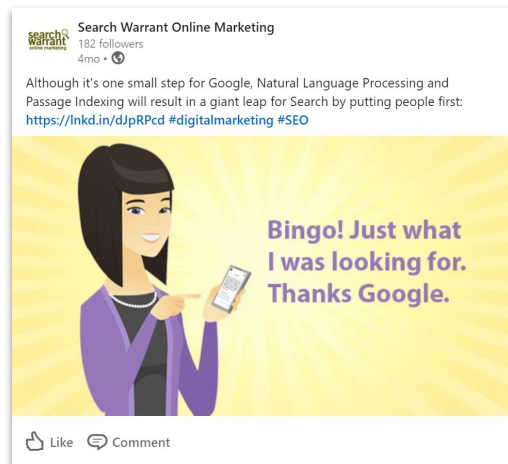 search
warrant
online marketing
Search Warrant Online Marketing
182 followers
4mo •
Although it's one small step for Google, Natural Language Processing and
Passage Indexing will result in a giant leap for Search by putting people first:
https://lnkd.in/dJpRPcd #digitalmarketing #SEO
Bingo! Just what
I was looking for.
Thanks Google.
Like Comment